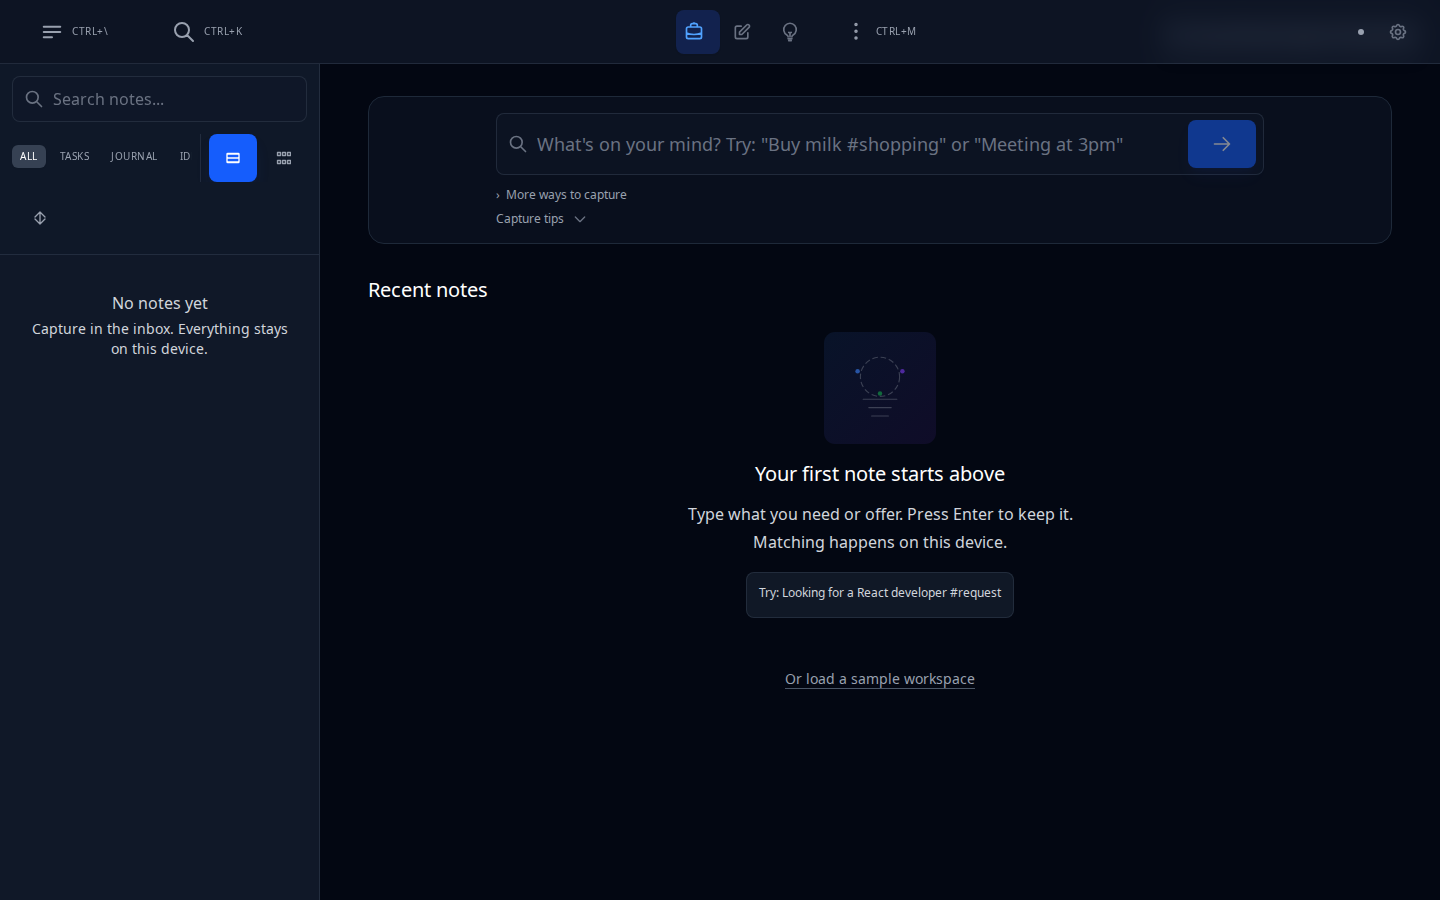 CTRL+\
CTRL+K
CTRL+M
Search notes...
ALL TASKS JOURNAL ID
No notes yet
Capture in the inbox. Everything stays
on this device.
What's on your mind? Try: "Buy milk #shopping" or "Meeting at 3pm"
› More ways to capture
Capture tips
Recent notes
Your first note starts above
Type what you need or offer. Press Enter to keep it.
Matching happens on this device.
Try: Looking for a React developer #request
Or load a sample workspace